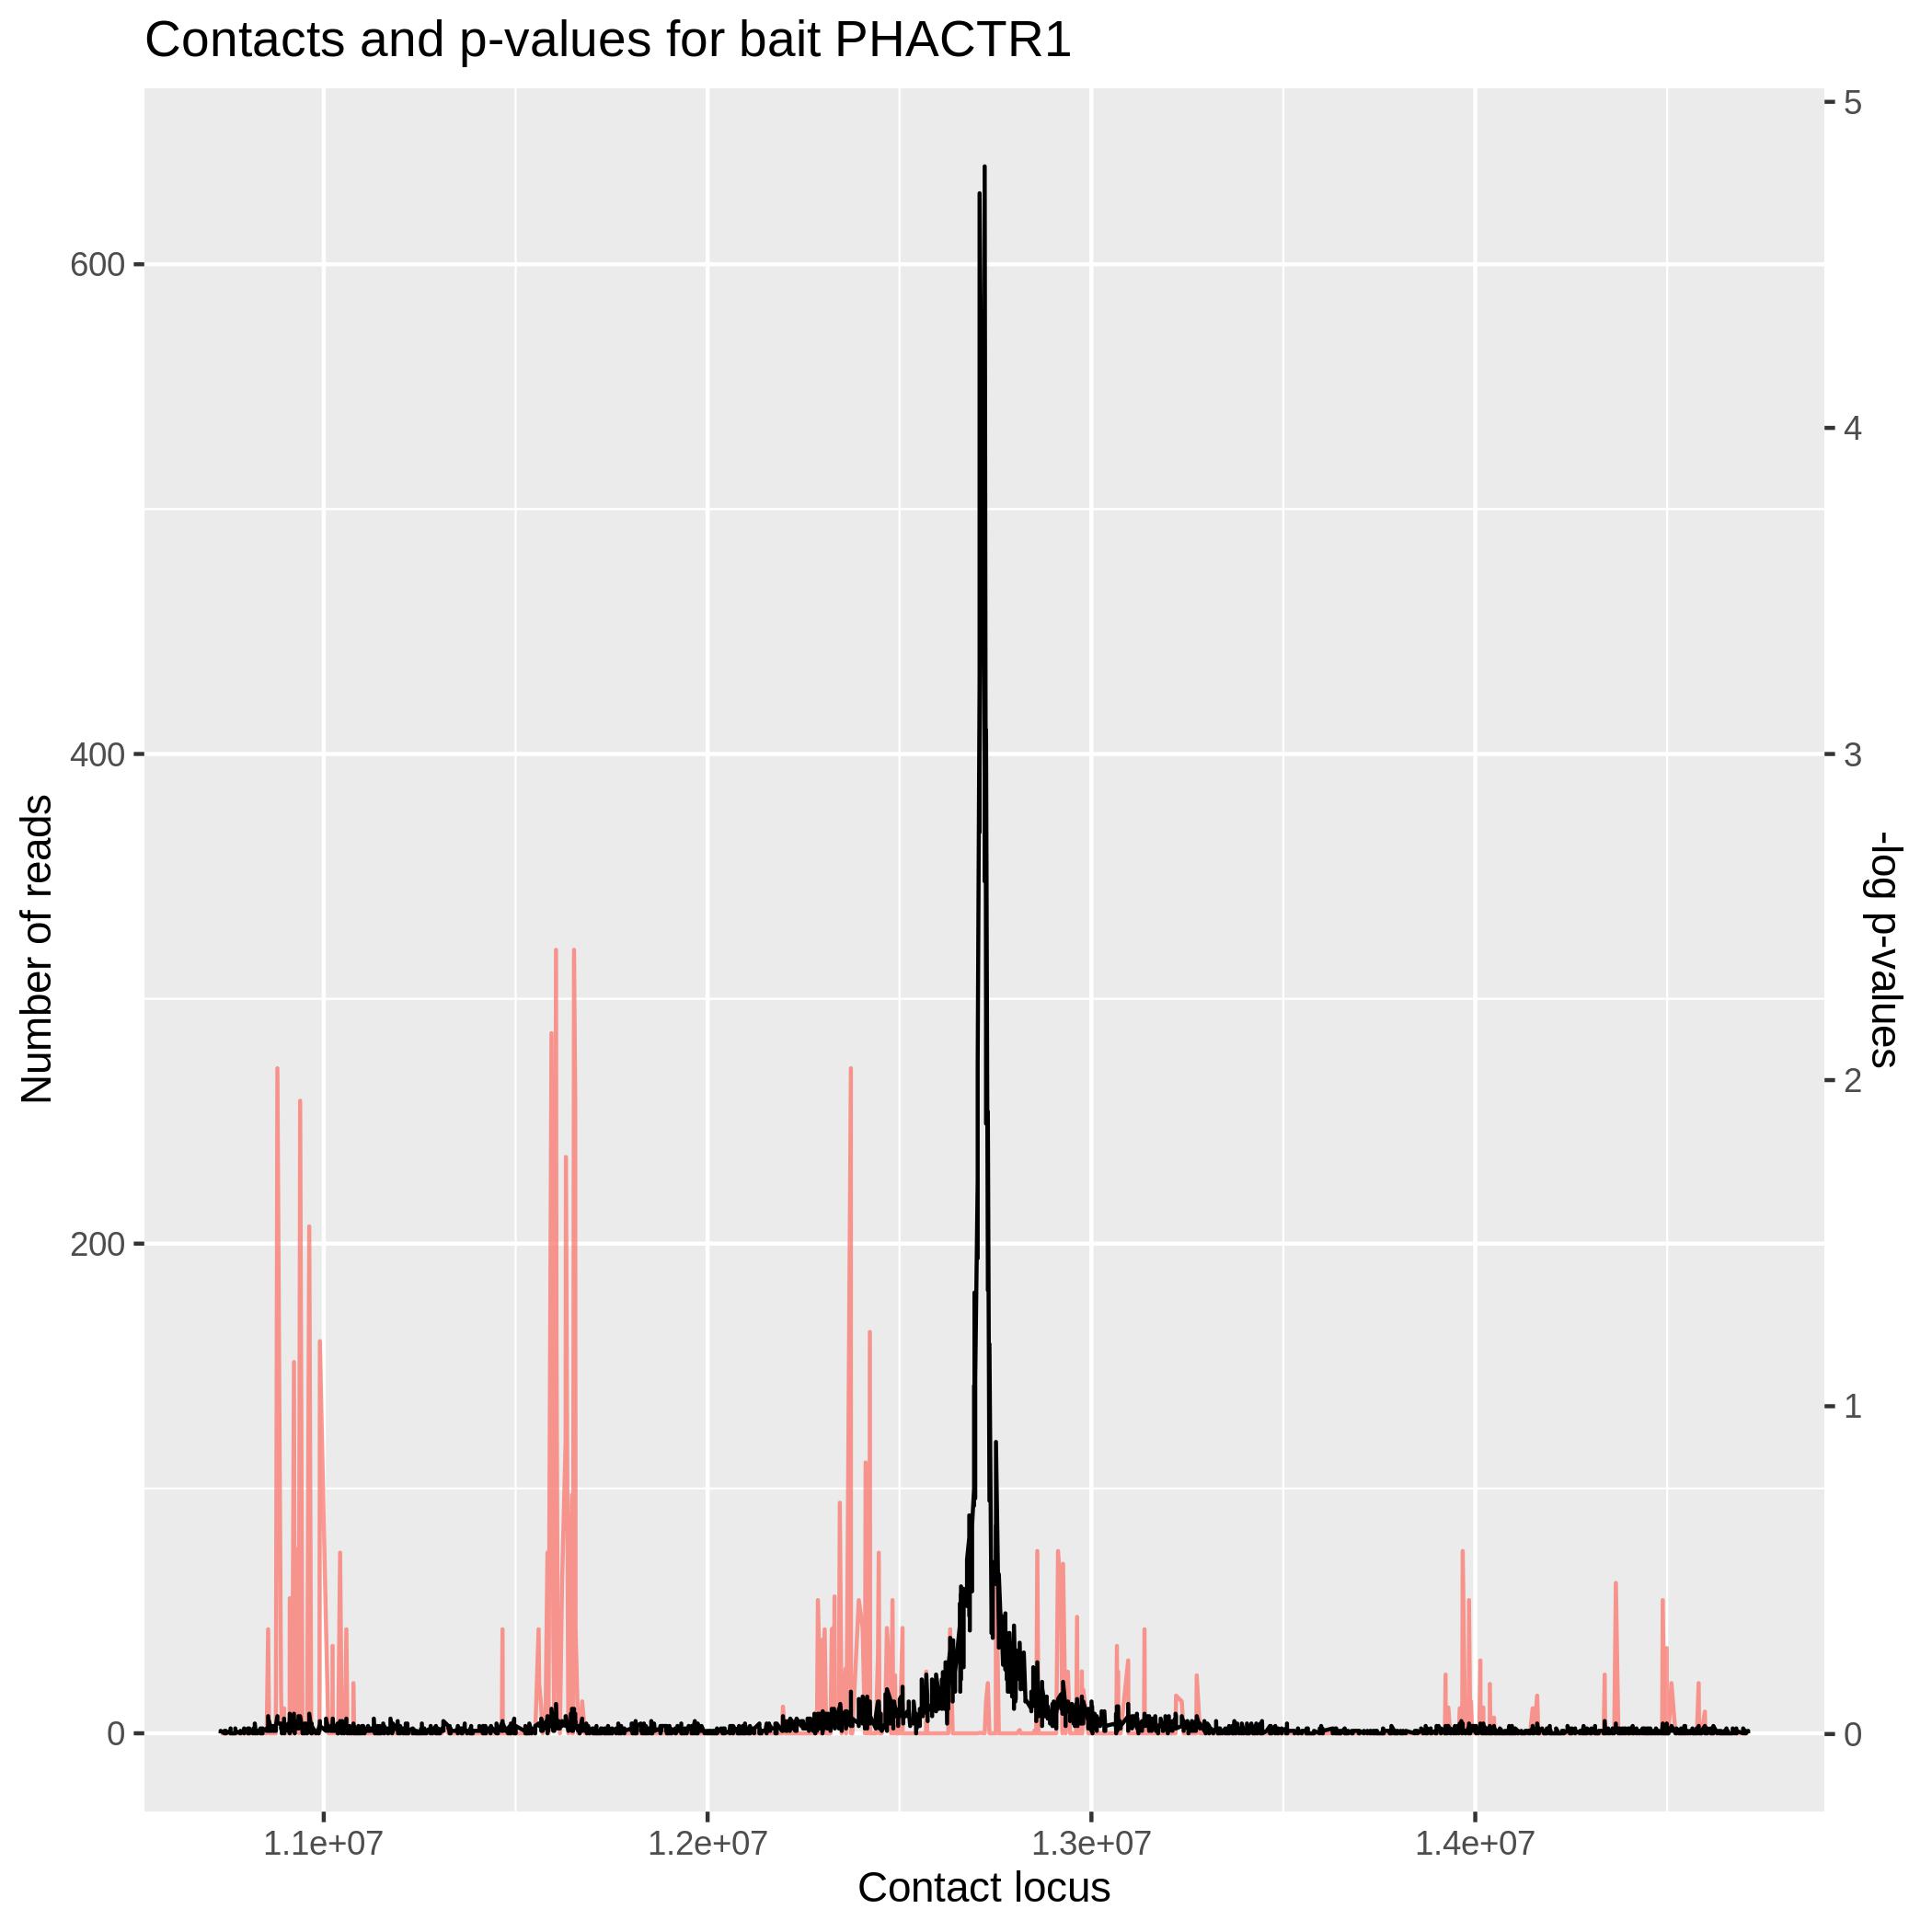 Contacts and p-values for bait PHACTR1
5
600
4
400
3
Number of reads
-log p-values
2
200
1
0
0
1.1e+07
1.2e+07
1.3e+07
1.4e+07
Contact locus